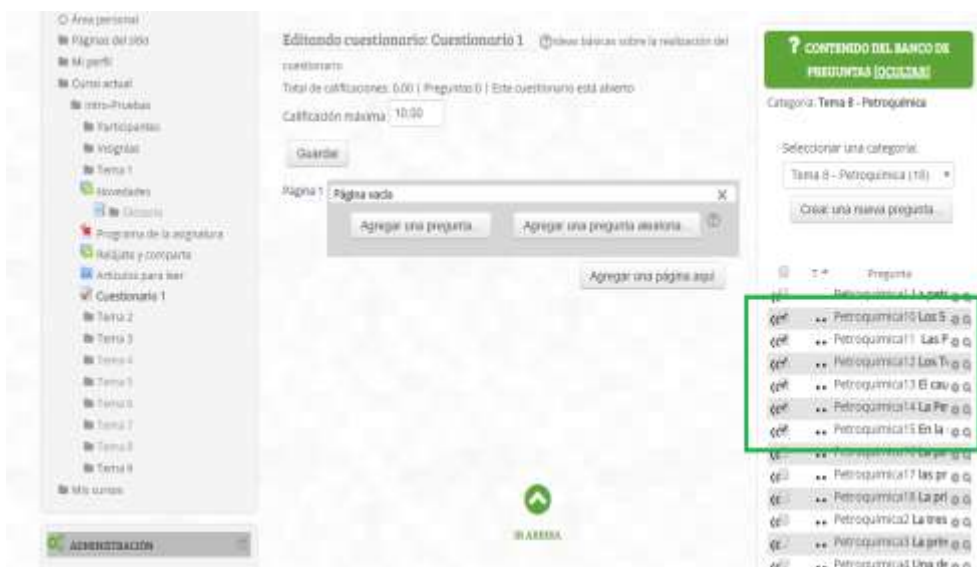 Área personal
Páginas del sitio
Mi perfil
Curso actual
Intro-Pruebas
Participantes
Insignias
Tema 1
Novedades
Glosario
Programa de la asignatura
Relájate y comparte
Artículos para leer
Cuestionario 1
Tema 2
Tema 3
Tema 4
Tema 5
Tema 6
Tema 7
Tema 8
Tema 9
Mis cursos
ADMINISTRACIÓN
Editando cuestionario: Cuestionario 1 Ideas básicas sobre la realización del
cuestionario
Total de calificaciones: 0.00 | Preguntas: 0 | Este cuestionario está abierto
Calificación máxima 10.00
Guardar
Página 1
Página vacía X
Agregar una pregunta... Agregar una pregunta aleatoria...
Agregar una página aquí
IR ARRIBA
? CONTENIDO DEL BANCO DE
PREGUNTAS [OCULTAR]
Categoría: Tema 8 - Petroquímica
Seleccionar una categoría:
Tema 8 - Petroquímica (18)
Crear una nueva pregunta...
Pregunta
Petroquimica1 La petr
Petroquimica10 Los S
Petroquimica11 Las P
Petroquimica12 Los T
Petroquimica13 El cau
Petroquimica14 La Pe
Petroquimica15 En la
Petroquimica17 las pr
Petroquimica18 La pri
Petroquimica2 La tres
Petroquimica3 La prim
Petroquimica4 Una de